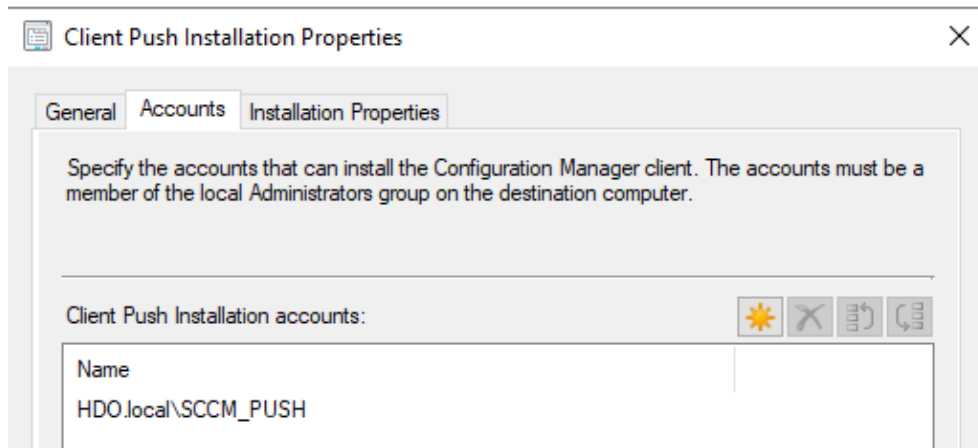 Client Push Installation Properties
General Accounts Installation Properties
Specify the accounts that can install the Configuration Manager client. The accounts must be a
member of the local Administrators group on the destination computer.
Client Push Installation accounts:
Name
HDO.local\SCCM_PUSH